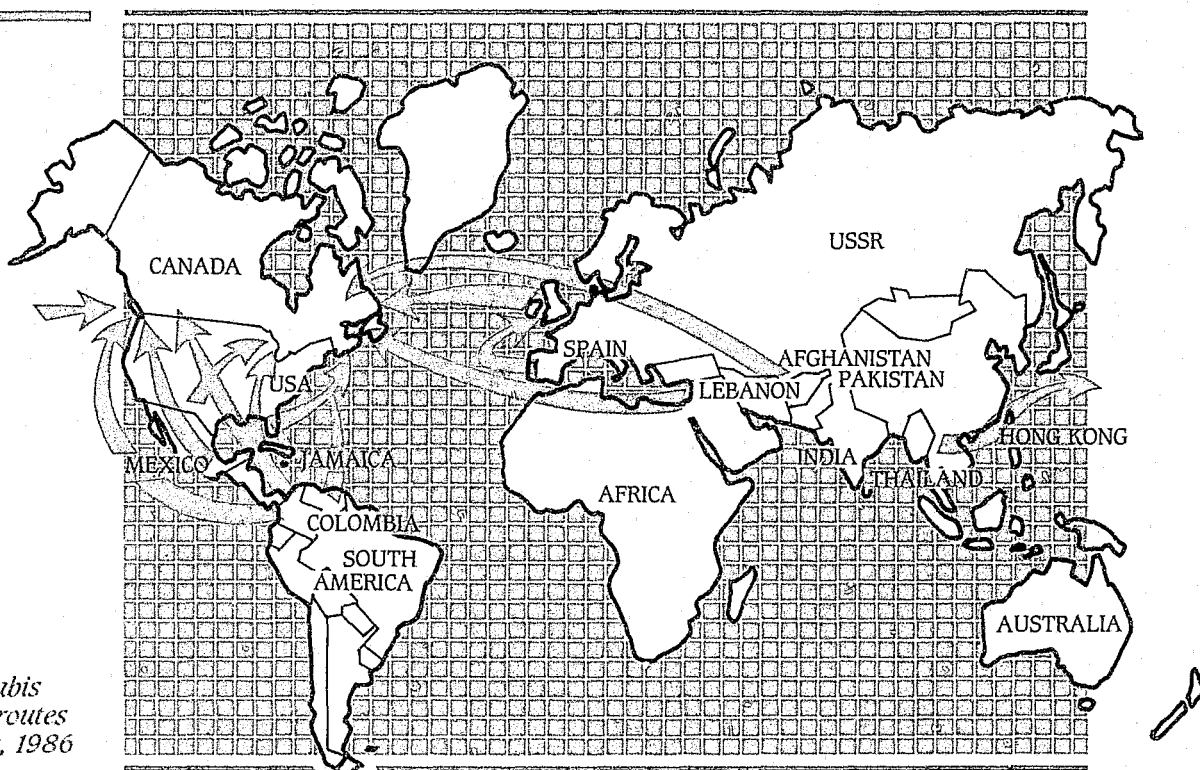 USSR
CANADA
SPAIN
AFGHANISTAN
USA
LEBANON
PAKISTAN
HONG KONG
MEXICO
JAMAICA
INDIA
THAILAND
AFRICA
COLOMBIA
SOUTH
AMERICA
AUSTRALIA
routes
1986